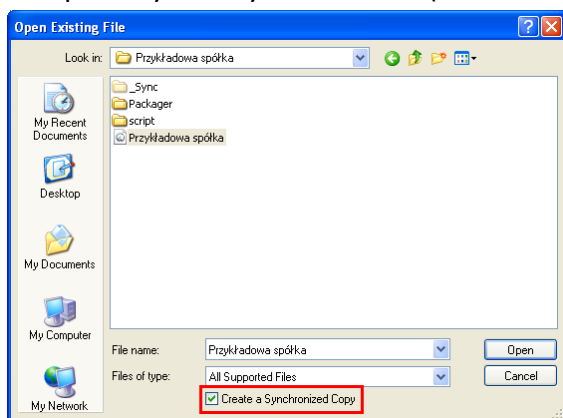 Open Existing File
Look in: Przykładowa spółka
_Sync
Packager
script
Przykładowa spółka
My Recent
Documents
Desktop
My Documents
My Computer
My Network
File name: Przykładowa spółka Open
Files of type: All Supported Files Cancel
Create a Synchronized Copy